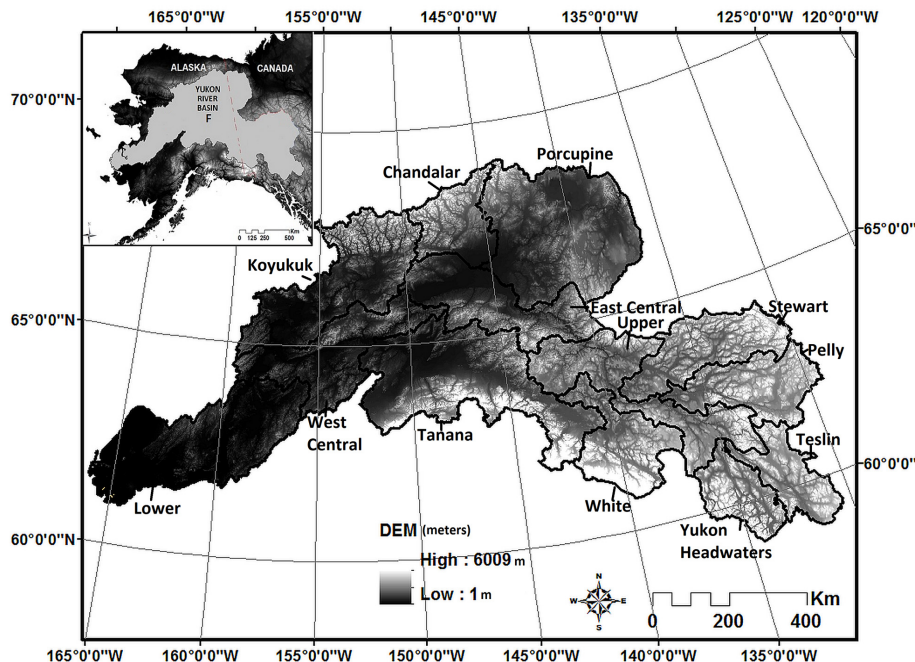 165°0'0"W 155°0'0"W 145°0'0"W 135°0'0"W 125°0'0"W 120°0'0"W
ALASKA CANADA
YUKON
RIVER
BASIN
F
0 125 250 500
Km
70°0'0"N
65°0'0"N
60°0'0"N
65°0'0"N
60°0'0"N
Porcupine
Chandalar
Koyukuk
East Central
Upper
Stewart
Pelly
West
Central
Tanana
Teslin
Lower
White
Yukon
Headwaters
DEM (meters)
High : 6009 m
Low : 1 m
N
W E
S
Km
0 200 400
165°0'0"W 160°0'0"W 155°0'0"W 150°0'0"W 145°0'0"W 140°0'0"W 135°0'0"W